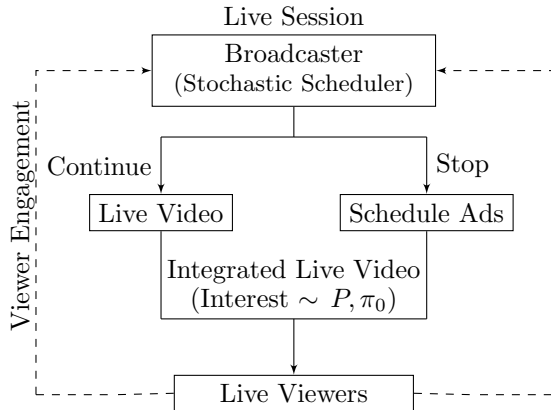 Live Session
Broadcaster
(Stochastic Scheduler)
Continue
Stop
Live Video
Schedule Ads
Viewer Engagement
Integrated Live Video
(Interest ∼ P, π₀)
Live Viewers